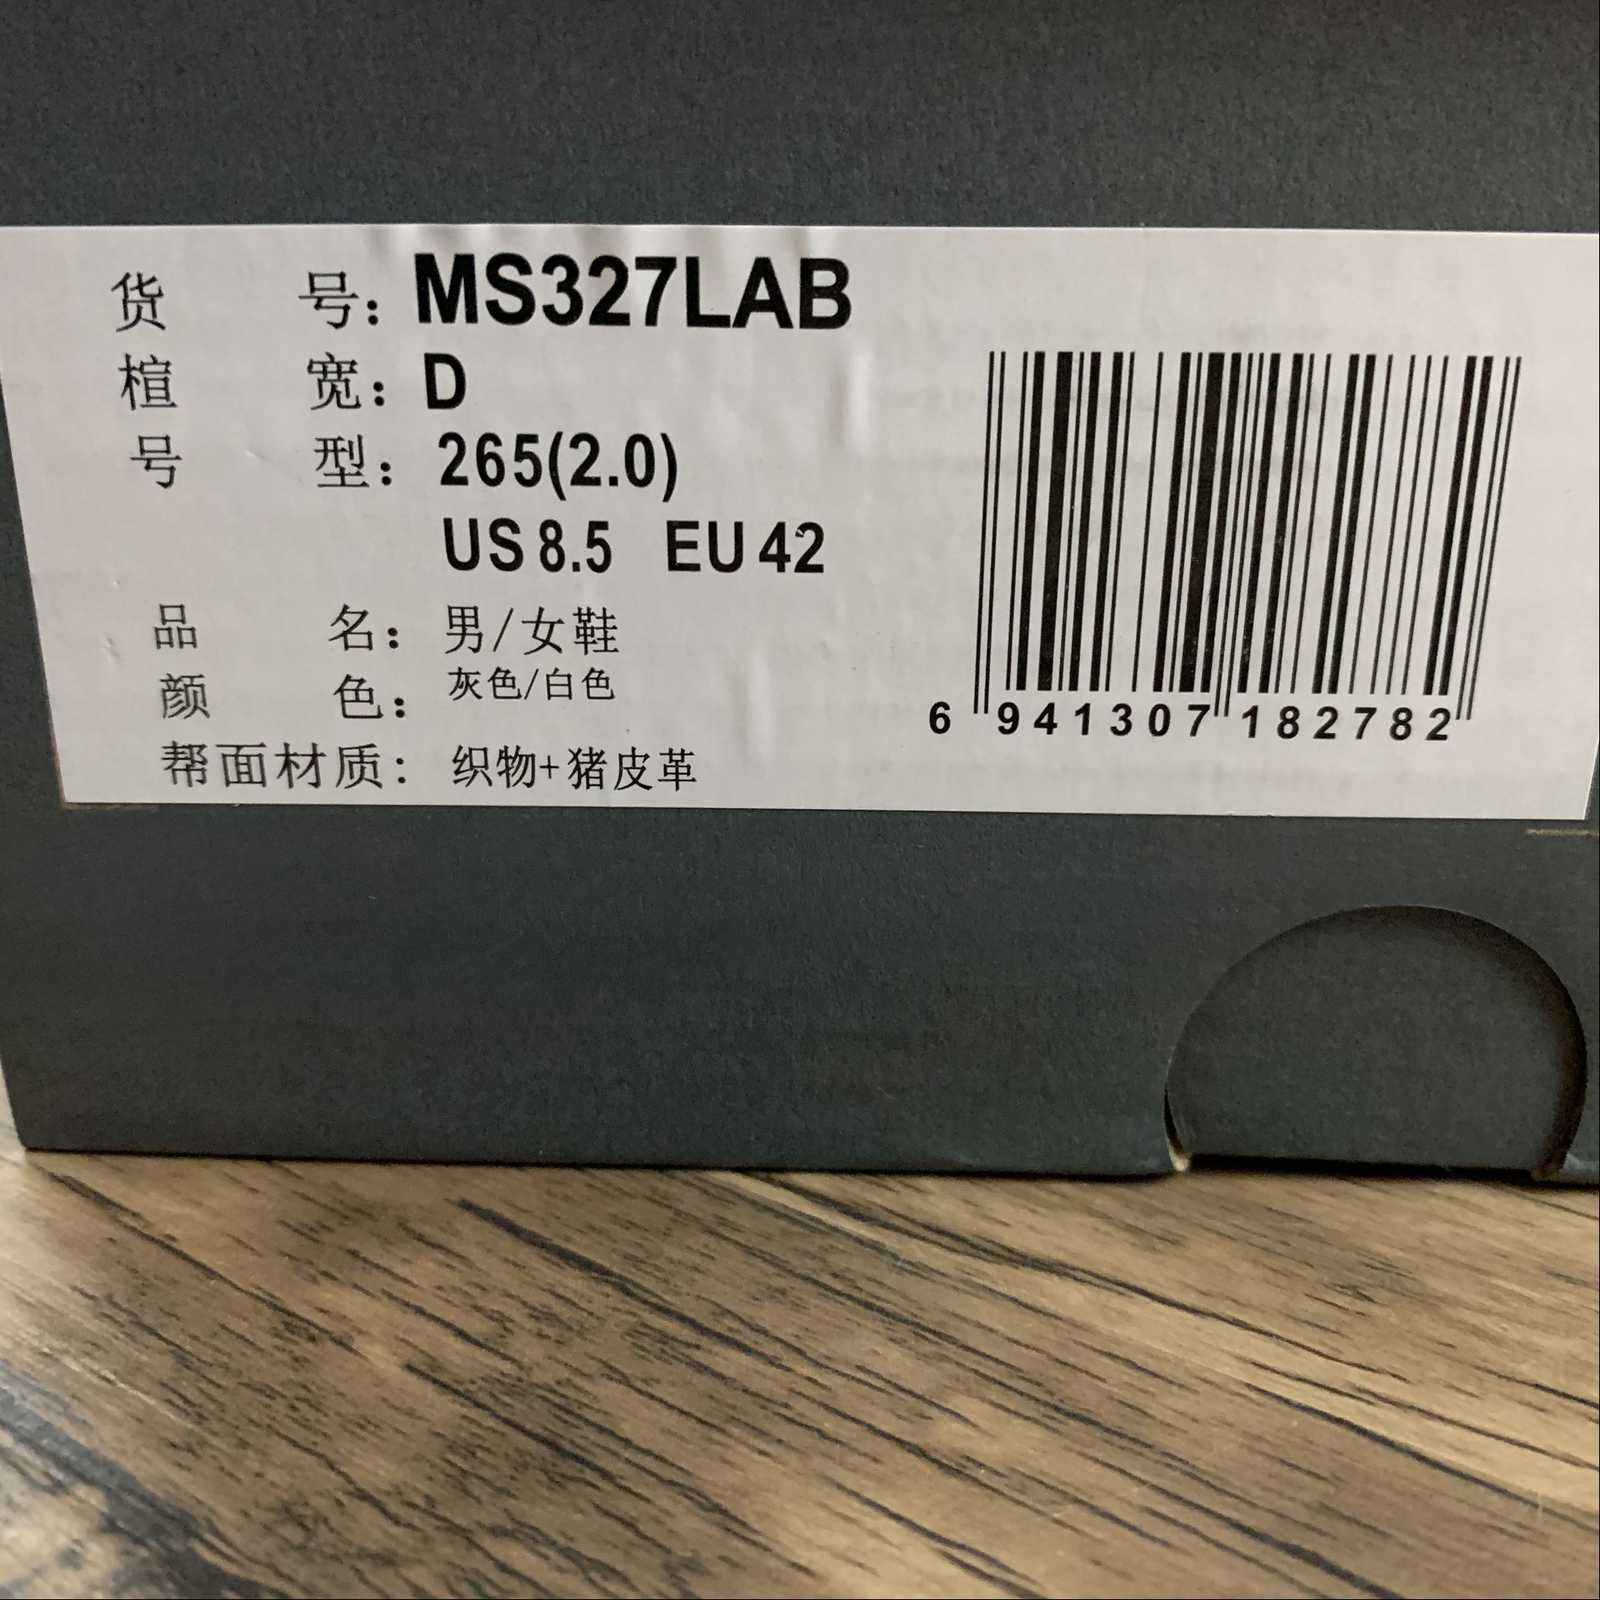 货 号：MS327LAB
楦 宽：D
号 型：265(2.0)
US 8.5 EU 42
品 名：男/女鞋
颜 色：灰色/白色
帮面材质：织物+猪皮革
6 941307 182782